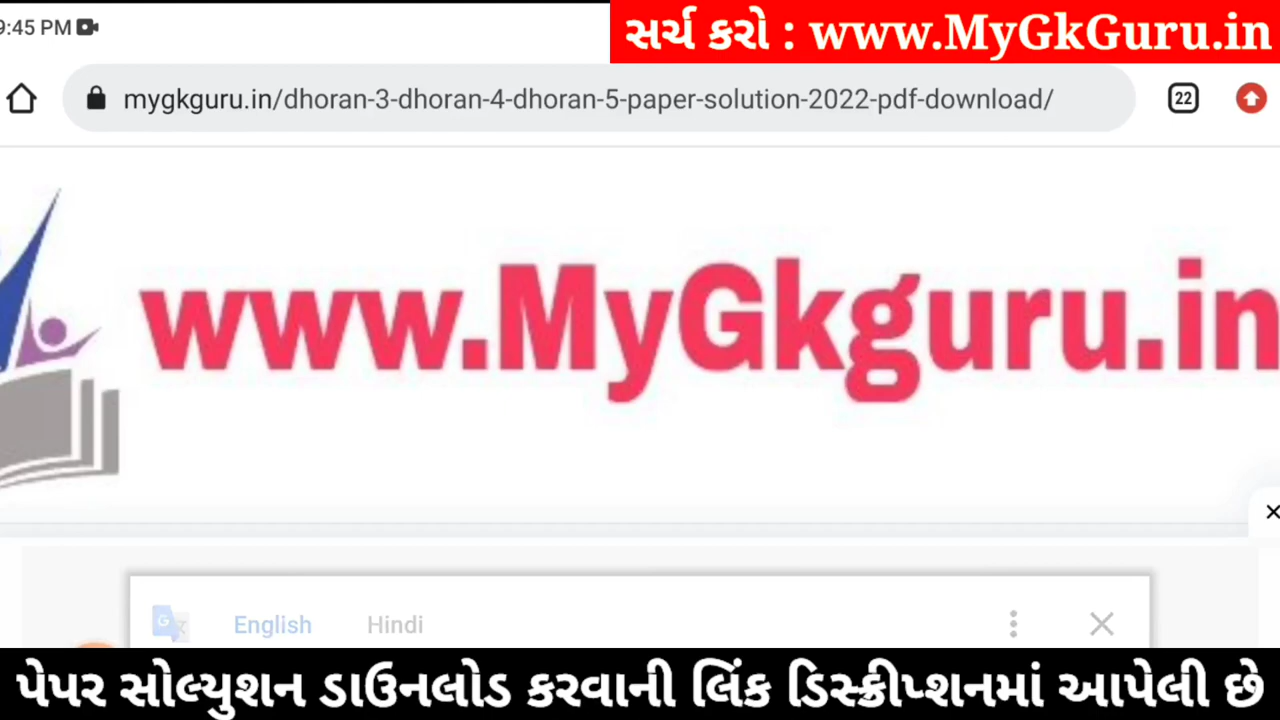 9:45 PM
સર્ચ કરો : www.MyGkGuru.in
mygkguru.in/dhoran-3-dhoran-4-dhoran-5-paper-solution-2022-pdf-download/
22
www.MyGkguru.in
G
English Hindi
પેપર સોલ્યુશન ડાઉનલોડ કરવાની લિંક ડિસ્ક્રીપ્શનમાં આપેલી છે